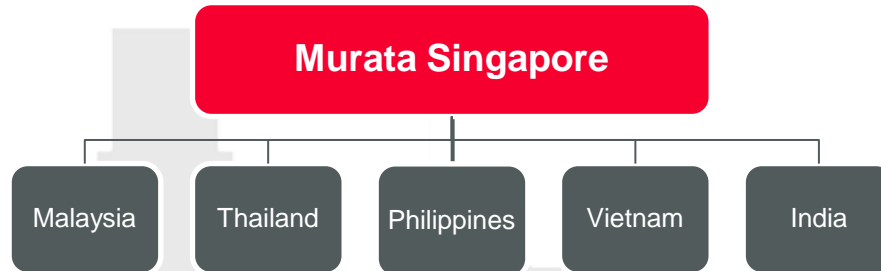 Murata Singapore
Malaysia
Thailand
Philippines
Vietnam
India